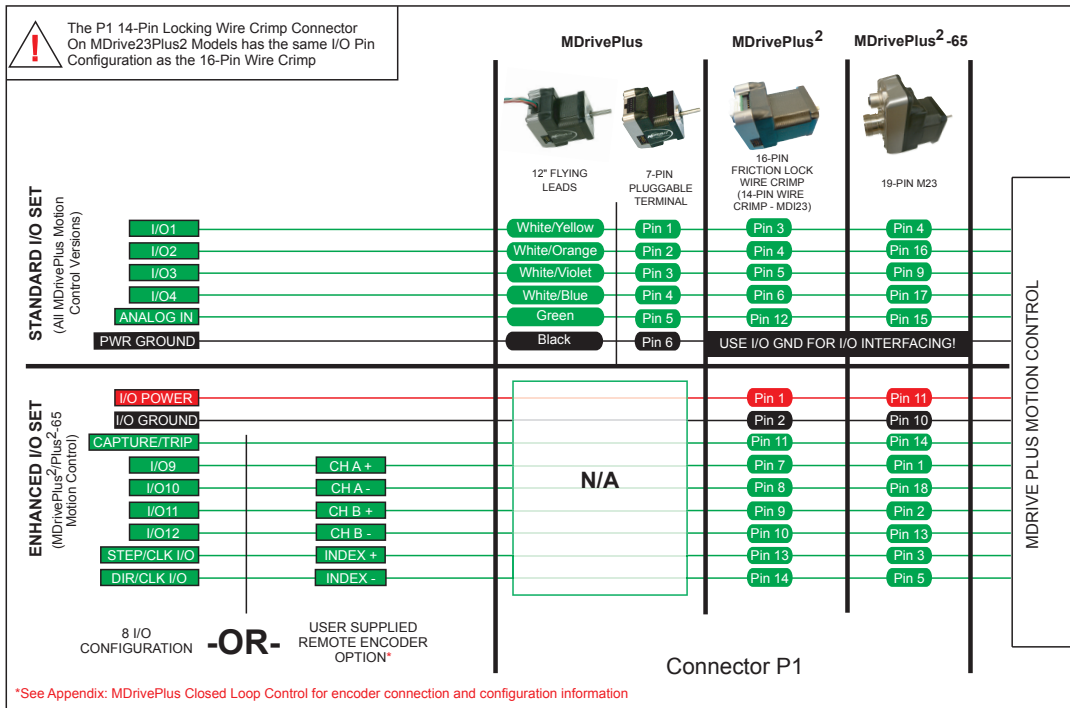 The P1 14-Pin Locking Wire Crimp Connector
On MDrive23Plus2 Models has the same I/O Pin
Configuration as the 16-Pin Wire Crimp
!
MDrivePlus
MDrivePlus2
MDrivePlus2-65
12" FLYING
LEADS
7-PIN
PLUGGABLE
TERMINAL
16-PIN
FRICTION LOCK
WIRE CRIMP
(14-PIN WIRE
CRIMP - MDI23)
19-PIN M23
STANDARD I/O SET
(All MDrivePlus Motion
Control Versions)
I/O1 White/Yellow Pin 1 Pin 3 Pin 4
I/O2 White/Orange Pin 2 Pin 4 Pin 16
I/O3 White/Violet Pin 3 Pin 5 Pin 9
I/O4 White/Blue Pin 4 Pin 6 Pin 17
ANALOG IN Green Pin 5 Pin 12 Pin 15
PWR GROUND Black Pin 6 USE I/O GND FOR I/O INTERFACING!
ENHANCED I/O SET
(MDrivePlus2/Plus2-65
Motion Control)
I/O POWER Pin 1 Pin 11
I/O GROUND Pin 2 Pin 10
CAPTURE/TRIP Pin 11 Pin 14
I/O9 CH A + Pin 7 Pin 1
I/O10 CH A - Pin 8 Pin 18
I/O11 CH B + Pin 9 Pin 2
I/O12 CH B - Pin 10 Pin 13
STEP/CLK I/O INDEX + Pin 13 Pin 3
DIR/CLK I/O INDEX - Pin 14 Pin 5
N/A
MDRIVE PLUS MOTION CONTROL
8 I/O
CONFIGURATION
-OR-
USER SUPPLIED
REMOTE ENCODER
OPTION*
Connector P1
*See Appendix: MDrivePlus Closed Loop Control for encoder connection and configuration information